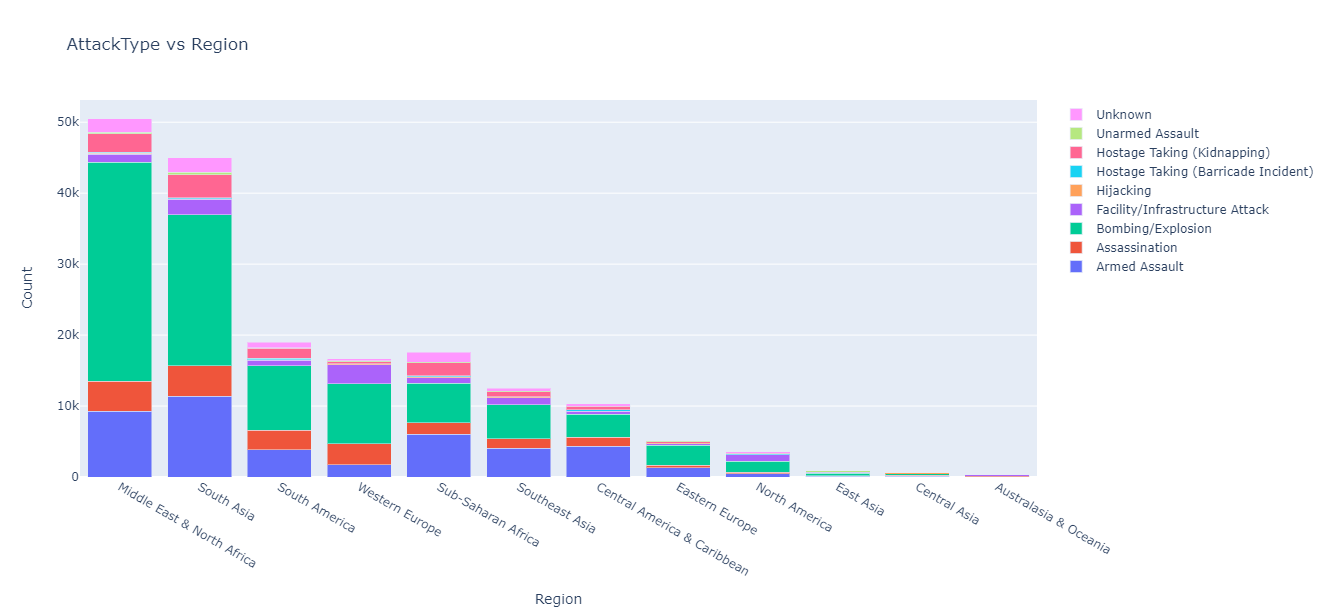 AttackType vs Region
50k
40k
30k
20k
10k
0
Count
Middle East & North Africa
South Asia
South America
Western Europe
Sub-Saharan Africa
Southeast Asia
Central America & Caribbean
Eastern Europe
North America
East Asia
Central Asia
Australasia & Oceania
Region
Unknown
Unarmed Assault
Hostage Taking (Kidnapping)
Hostage Taking (Barricade Incident)
Hijacking
Facility/Infrastructure Attack
Bombing/Explosion
Assassination
Armed Assault